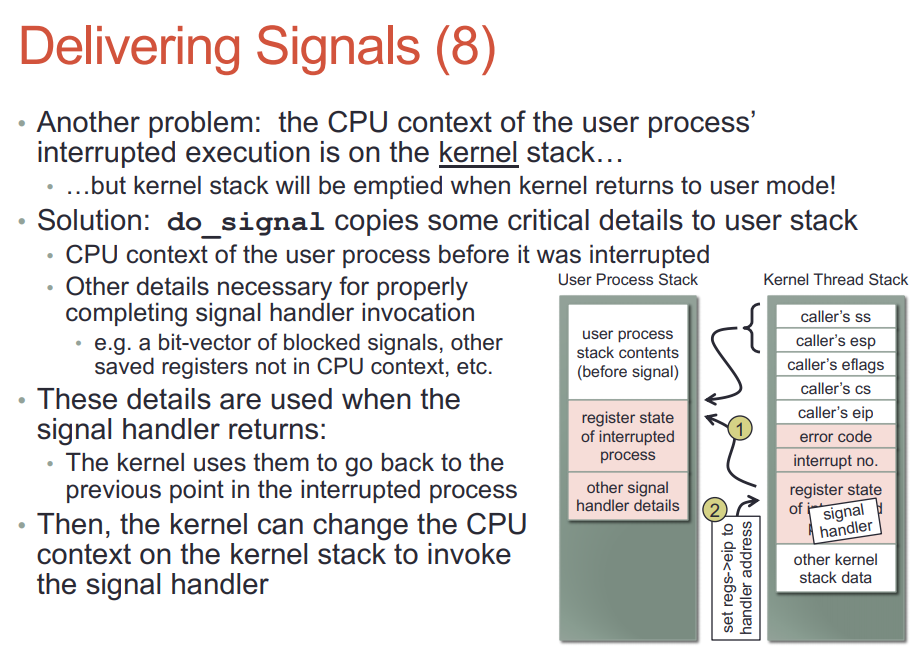 Delivering Signals (8)
• Another problem: the CPU context of the user process’
interrupted execution is on the kernel stack…
• …but kernel stack will be emptied when kernel returns to user mode!
• Solution: do_signal copies some critical details to user stack
• CPU context of the user process before it was interrupted
• Other details necessary for properly
completing signal handler invocation
• e.g. a bit-vector of blocked signals, other
saved registers not in CPU context, etc.
• These details are used when the
signal handler returns:
• The kernel uses them to go back to the
previous point in the interrupted process
• Then, the kernel can change the CPU
context on the kernel stack to invoke
the signal handler
User Process Stack
user process
stack contents
(before signal)
register state
of interrupted
process
other signal
handler details
1
2
set regs->eip to
handler address
Kernel Thread Stack
caller’s ss
caller’s esp
caller’s eflags
caller’s cs
caller’s eip
error code
interrupt no.
register state
of
signal
handler
other kernel
stack data